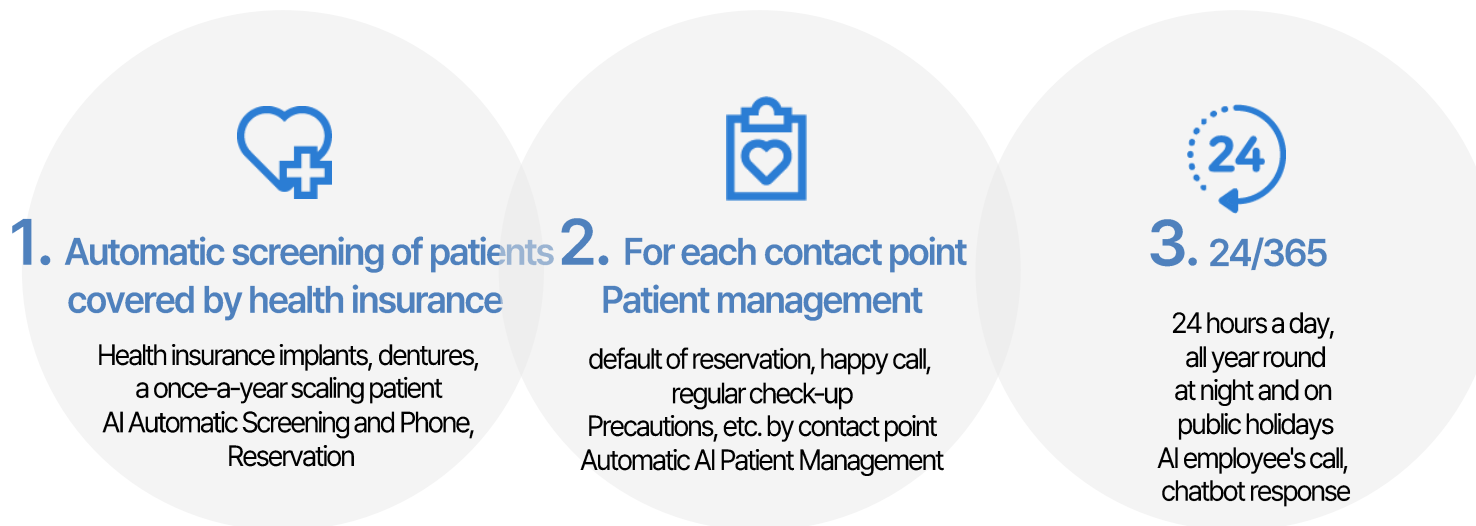 24
1. Automatic screening of patients
covered by health insurance
Health insurance implants, dentures,
a once-a-year scaling patient
AI Automatic Screening and Phone,
Reservation
2. For each contact point
Patient management
default of reservation, happy call,
regular check-up
Precautions, etc. by contact point
Automatic AI Patient Management
3. 24/365
24 hours a day,
all year round
at night and on
public holidays
AI employee's call,
chatbot response